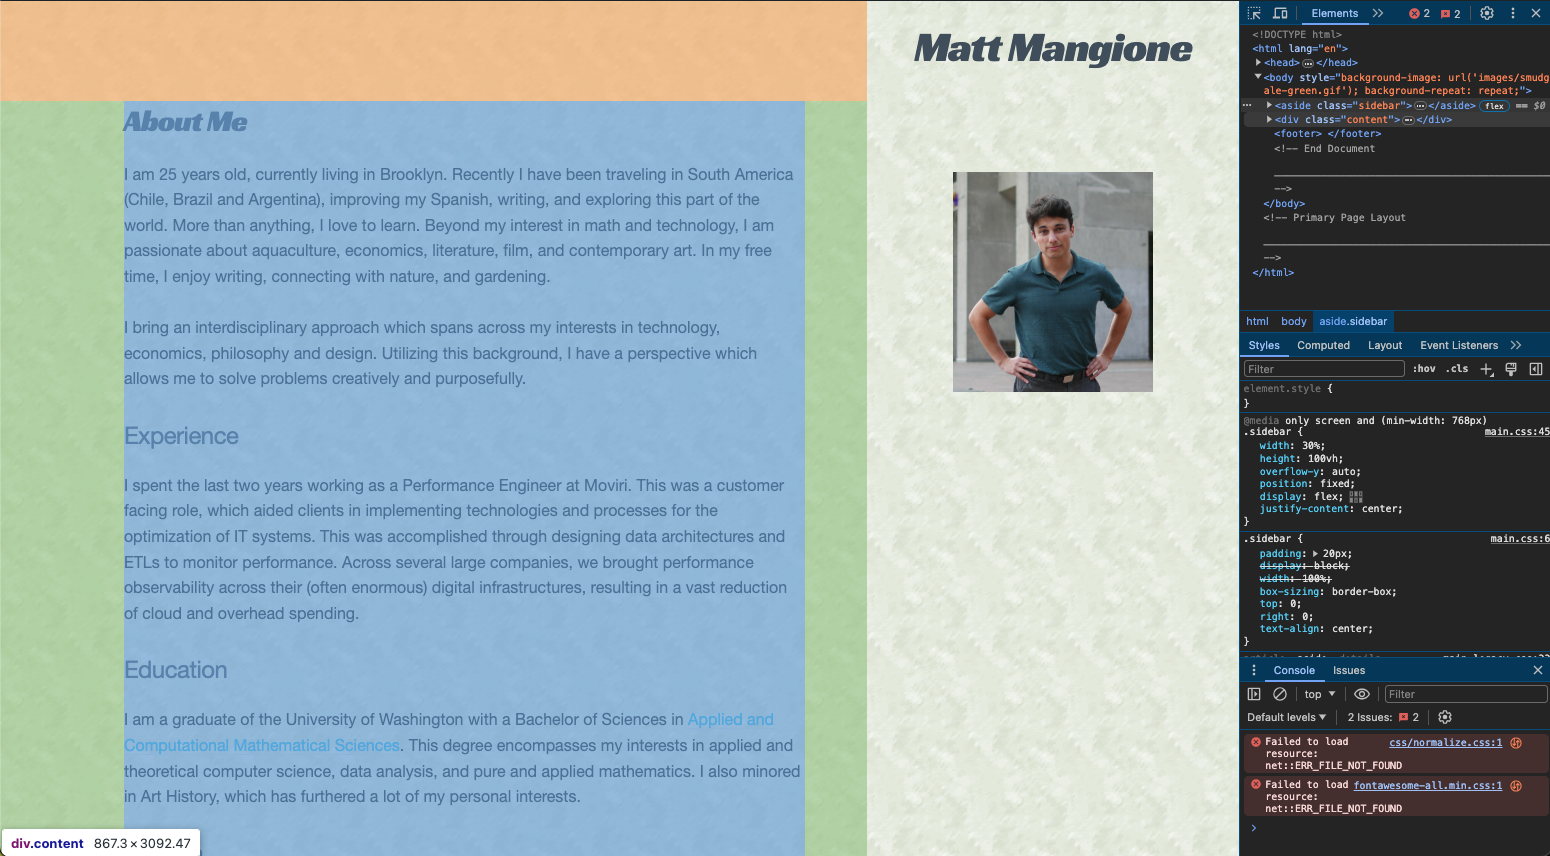 Matt Mangione
About Me
I am 25 years old, currently living in Brooklyn. Recently I have been traveling in South America
(Chile, Brazil and Argentina), improving my Spanish, writing, and exploring this part of the
world. More than anything, I love to learn. Beyond my interest in math and technology, I am
passionate about aquaculture, economics, literature, film, and contemporary art. In my free
time, I enjoy writing, connecting with nature, and gardening.
I bring an interdisciplinary approach which spans across my interests in technology,
economics, philosophy and design. Utilizing this background, I have a perspective which
allows me to solve problems creatively and purposefully.
Experience
I spent the last two years working as a Performance Engineer at Moviri. This was a customer
facing role, which aided clients in implementing technologies and processes for the
optimization of IT systems. This was accomplished through designing data architectures and
ETLs to monitor performance. Across several large companies, we brought performance
observability across their (often enormous) digital infrastructures, resulting in a vast reduction
of cloud and overhead spending.
Education
I am a graduate of the University of Washington with a Bachelor of Sciences in Applied and
Computational Mathematical Sciences. This degree encompasses my interests in applied and
theoretical computer science, data analysis, and pure and applied mathematics. I also minored
in Art History, which has furthered a lot of my personal interests.
div.content 867.3 × 3092.47
Elements 2 2
<!DOCTYPE html>
<html lang="en">
<head> </head>
<body style="background-image: url('images/smudg
ale-green.gif'); background-repeat: repeat;">
<aside class="sidebar"> </aside> flex == $0
<div class="content"> </div>
<footer> </footer>
<!-- End Document
-->
</body>
<!-- Primary Page Layout
-->
</html>
html body aside.sidebar
Styles Computed Layout Event Listeners
Filter :hov .cls
element.style {
}
@media only screen and (min-width: 768px)
.sidebar { main.css:45
width: 30%;
height: 100vh;
overflow-y: auto;
position: fixed;
display: flex;
justify-content: center;
}
.sidebar { main.css:6
padding: 20px;
display: block;
width: 100%;
box-sizing: border-box;
top: 0;
right: 0;
text-align: center;
}
Console Issues
top Filter
Default levels 2 Issues: 2
Failed to load css/normalize.css:1
resource:
net::ERR_FILE_NOT_FOUND
Failed to load fontawesome-all.min.css:1
resource:
net::ERR_FILE_NOT_FOUND